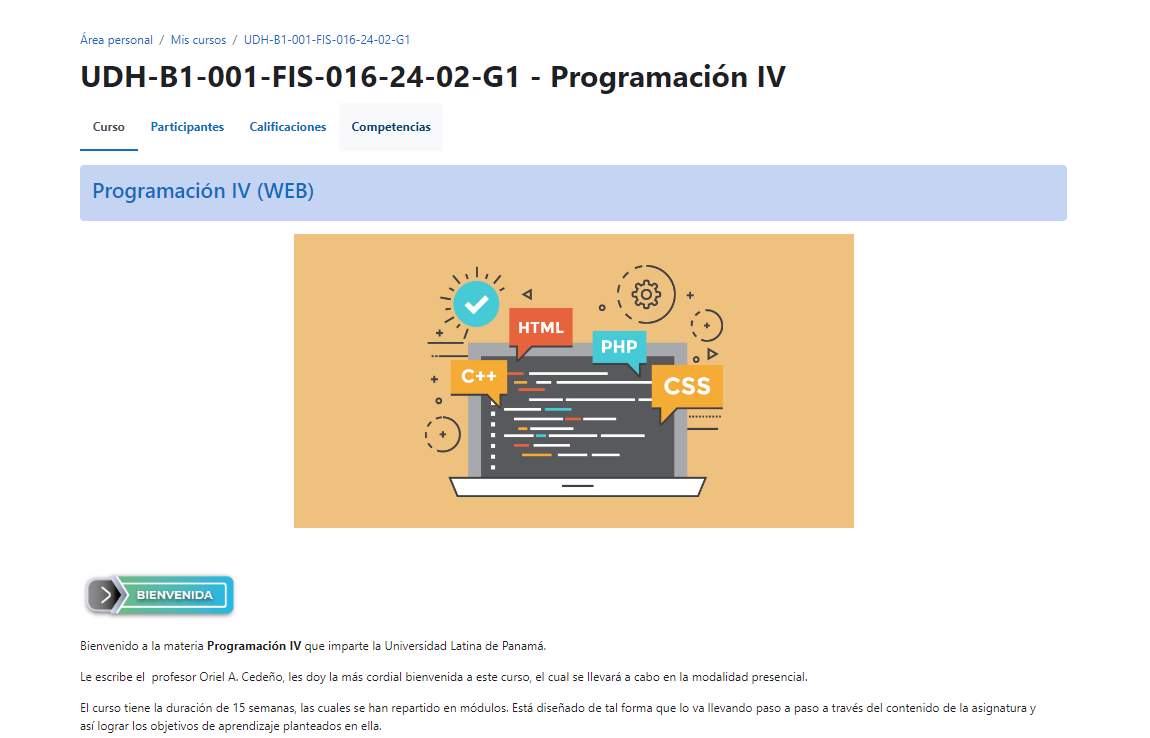 Área personal / Mis cursos / UDH-B1-001-FIS-016-24-02-G1
UDH-B1-001-FIS-016-24-02-G1 - Programación IV
Curso Participantes Calificaciones Competencias
Programación IV (WEB)
HTML
PHP
C++
CSS
BIENVENIDA
Bienvenido a la materia Programación IV que imparte la Universidad Latina de Panamá.
Le escribe el  profesor Oriel A. Cedeño, les doy la más cordial bienvenida a este curso, el cual se llevará a cabo en la modalidad presencial.
El curso tiene la duración de 15 semanas, las cuales se han repartido en módulos. Está diseñado de tal forma que lo va llevando paso a paso a través del contenido de la asignatura y
así lograr los objetivos de aprendizaje planteados en ella.